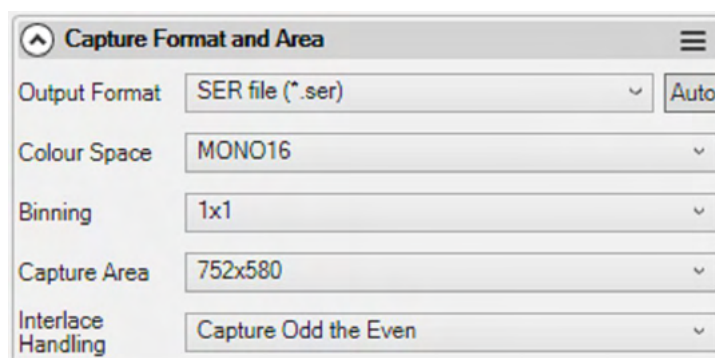 Capture Format and Area
Output Format SER file (*.ser) Auto
Colour Space MONO16
Binning 1x1
Capture Area 752x580
Interlace
Handling Capture Odd the Even